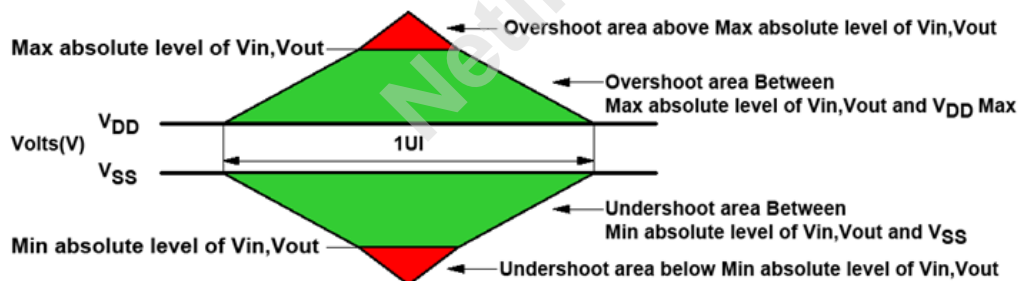 Overshoot area above Max absolute level of Vin,Vout
Max absolute level of Vin,Vout
Overshoot area Between
Max absolute level of Vin,Vout and VDD Max
VDD
Volts(V)
1UI
VSS
Undershoot area Between
Min absolute level of Vin,Vout and VSS
Min absolute level of Vin,Vout
Undershoot area below Min absolute level of Vin,Vout